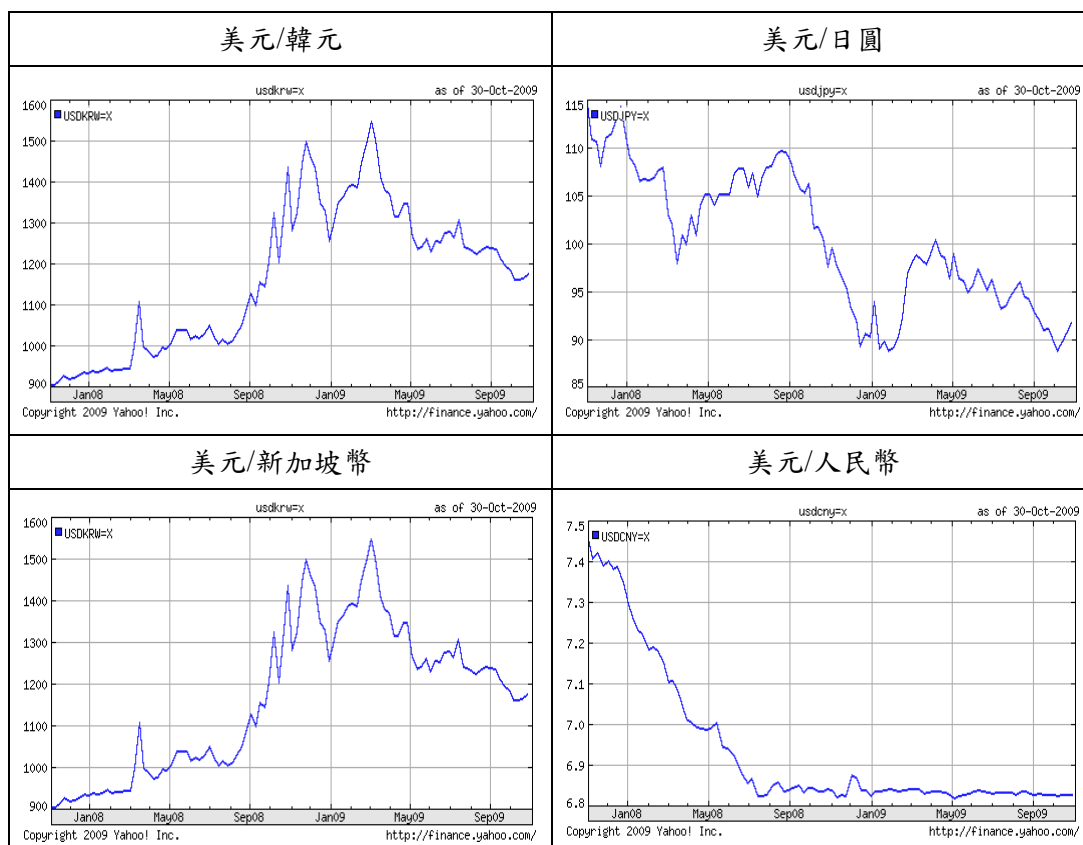 美元/韓元
美元/日圓
usdkrw=x
as of 30-Oct-2009
1600
USDKRW=X
1500
1400
1300
1200
1100
1000
900
Jan08
May08
Sep08
Jan09
May09
Sep09
Copyright 2009 Yahoo! Inc.
http://finance.yahoo.com/
usdjpy=x
as of 30-Oct-2009
115
USDJPY=X
110
105
100
95
90
85
Jan08
May08
Sep08
Jan09
May09
Sep09
Copyright 2009 Yahoo! Inc.
http://finance.yahoo.com/
美元/新加坡幣
美元/人民幣
usdkrw=x
as of 30-Oct-2009
1600
USDKRW=X
1500
1400
1300
1200
1100
1000
900
Jan08
May08
Sep08
Jan09
May09
Sep09
Copyright 2009 Yahoo! Inc.
http://finance.yahoo.com/
usdcny=x
as of 30-Oct-2009
7.5
USDCNY=X
7.4
7.3
7.2
7.1
7.0
6.9
6.8
Jan08
May08
Sep08
Jan09
May09
Sep09
Copyright 2009 Yahoo! Inc.
http://finance.yahoo.com/